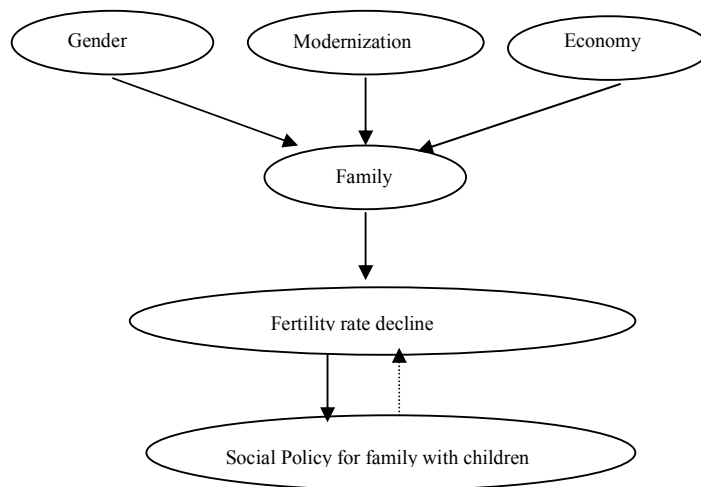 Gender
Modernization
Economy
Family
Fertility rate decline
Social Policy for family with children